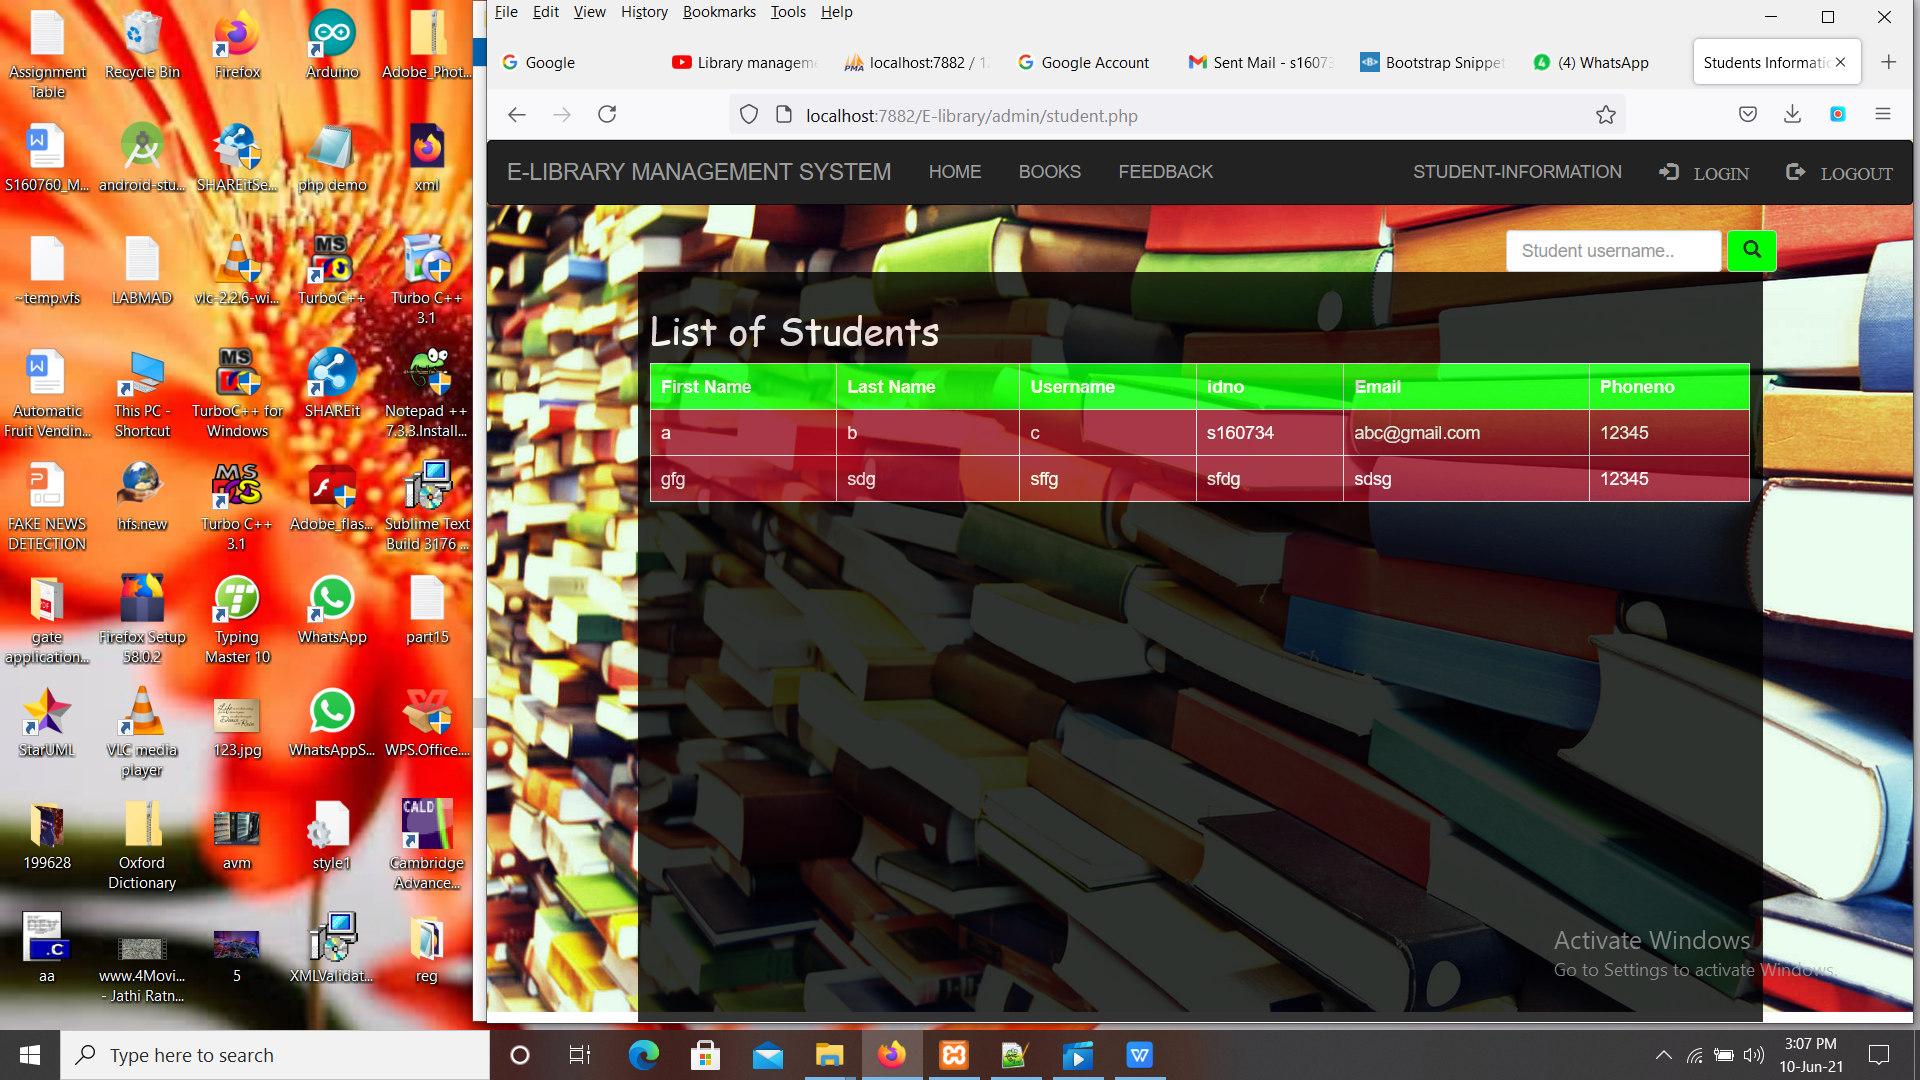 File Edit View History Bookmarks Tools Help
Google
Library managem
localhost:7882 / 1
Google Account
Sent Mail - s1607
Bootstrap Snippet
(4) WhatsApp
Students Informatio
localhost:7882/E-library/admin/student.php
E-LIBRARY MANAGEMENT SYSTEM HOME BOOKS FEEDBACK STUDENT-INFORMATION LOGIN LOGOUT
Student username..
List of Students
First Name Last Name Username idno Email Phoneno
a b c s160734 abc@gmail.com 12345
gfg sdg sffg sfdg sdsg 12345
Activate Windows
Go to Settings to activate Windows.
Assignment Table
Recycle Bin
Firefox
Arduino
Adobe_Phot...
S160760_M...
android-stu...
SHAREitSe...
php demo
xml
~temp.vfs
LABMAD
vlc-2.2.6-wi...
TurboC++
Turbo C++ 3.1
Automatic Fruit Vendin...
This PC - Shortcut
TurboC++ for Windows
SHAREit
Notepad ++ 7.3.3.Install...
FAKE NEWS DETECTION
hfs.new
Turbo C++ 3.1
Adobe_flas...
Sublime Text Build 3176 ...
gate application...
Firefox Setup 58.0.2
Typing Master 10
WhatsApp
part15
StarUML
VLC media player
123.jpg
WhatsAppS...
WPS.Office....
199628
Oxford Dictionary
avm
style1
Cambridge Advance...
aa
www.4Movi... - Jathi Ratn...
5
XMLValidat...
reg
Type here to search
3:07 PM
10-Jun-21